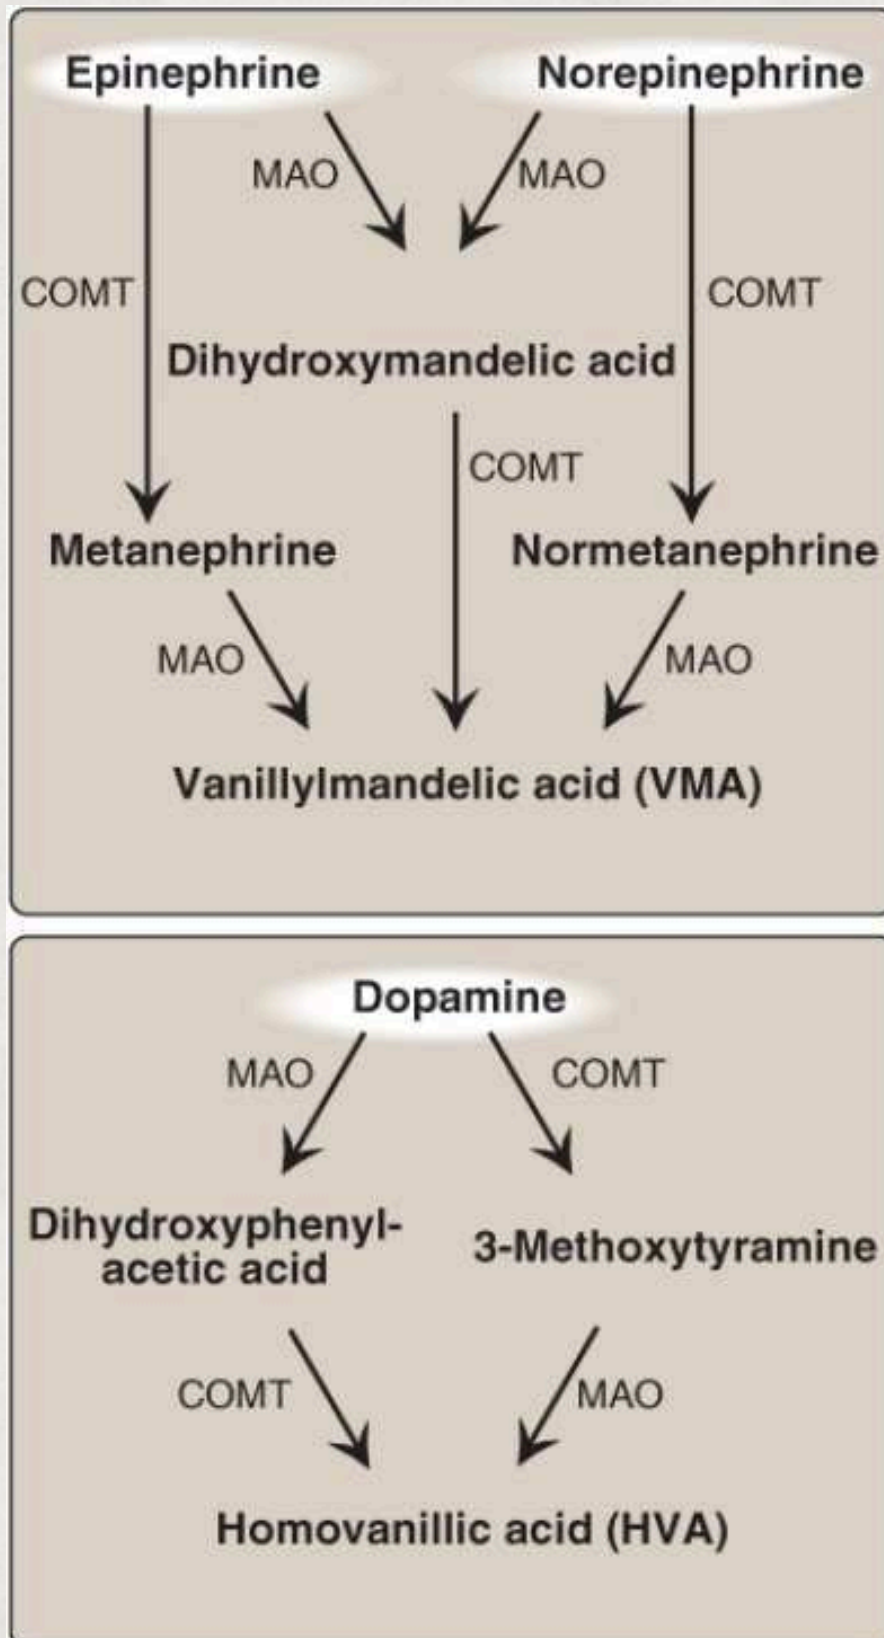 Epinephrine
Norepinephrine
MAO
MAO
COMT
COMT
Dihydroxymandelic acid
COMT
Metanephrine
Normetanephrine
MAO
MAO
Vanillylmandelic acid (VMA)
Dopamine
MAO
COMT
Dihydroxyphenyl-
acetic acid
3-Methoxytyramine
COMT
MAO
Homovanillic acid (HVA)